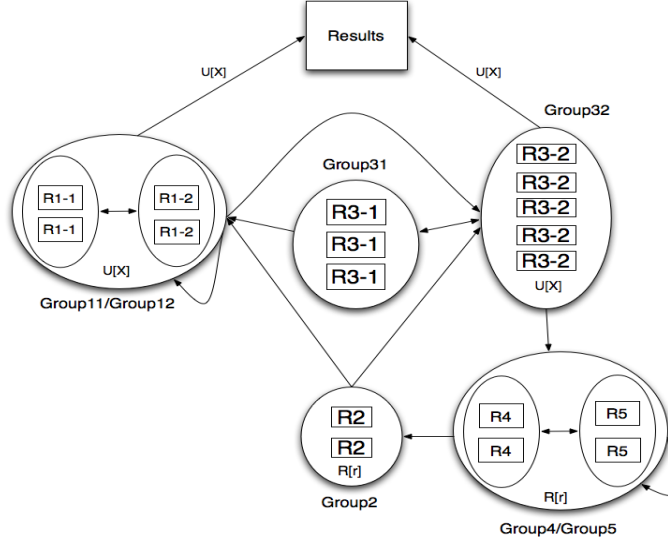 Results
U[X]
U[X]
Group32
Group31
R3-2
R3-2
R3-2
R3-2
R3-2
U[X]
R1-1
R1-1
R1-2
R1-2
U[X]
Group11/Group12
R3-1
R3-1
R3-1
R2
R2
R[r]
Group2
R4
R4
R5
R5
R[r]
Group4/Group5